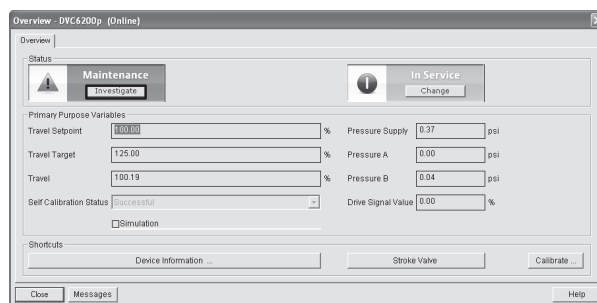 Overview - DVC6200p (Online)
Overview
Status
Maintenance
Investigate
In Service
Change
Primary Purpose Variables
Travel Setpoint 100.00 % Pressure Supply 0.37 psi
Travel Target 125.00 % Pressure A 0.00 psi
Travel 100.19 % Pressure B 0.04 psi
Self Calibration Status Successful Drive Signal Value 0.00 %
Simulation
Shortcuts
Device Information ... Stroke Valve Calibrate ...
Close Messages Help